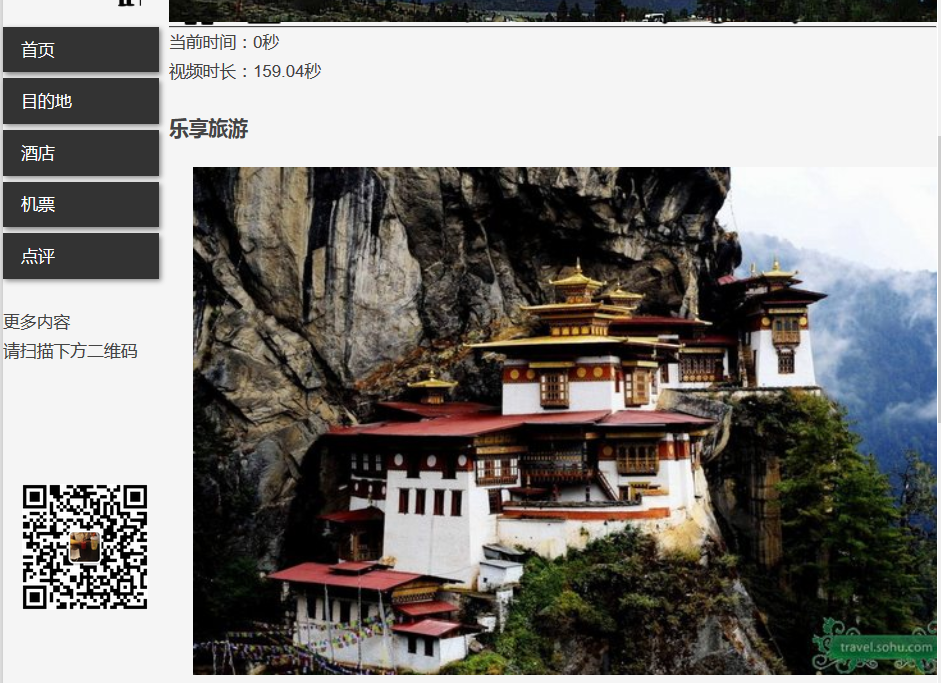 首页
目的地
酒店
机票
点评
更多内容
请扫描下方二维码
当前时间：0秒
视频时长：159.04秒
乐享旅游
travel.sohu.com